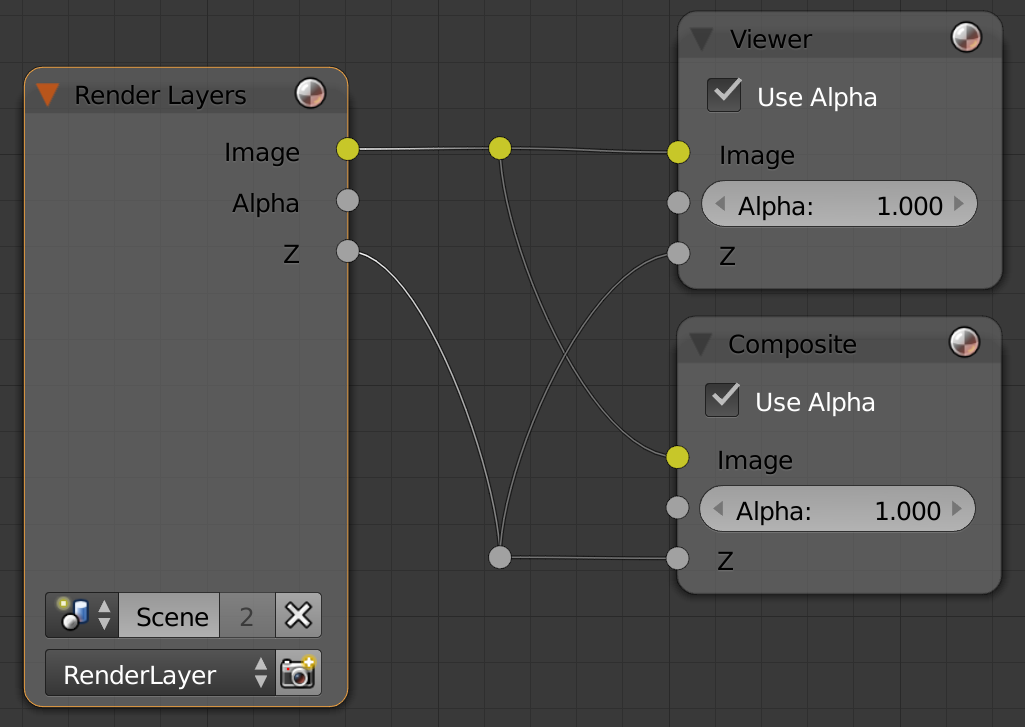 Render Layers
Image
Alpha
Z
Scene 2
RenderLayer
Viewer
Use Alpha
Image
Alpha: 1.000
Z
Composite
Use Alpha
Image
Alpha: 1.000
Z